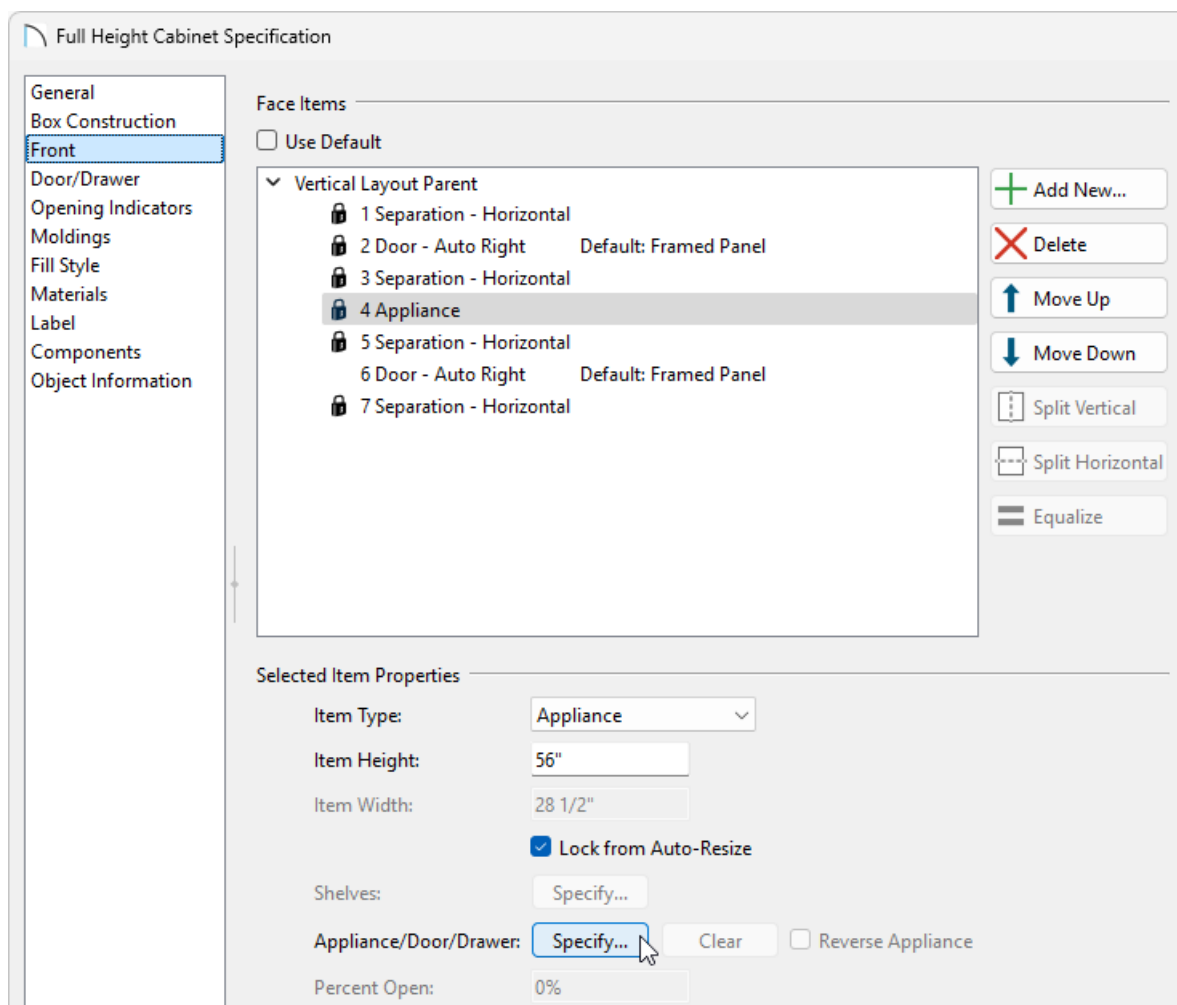 Full Height Cabinet Specification
General
Box Construction
Front
Door/Drawer
Opening Indicators
Moldings
Fill Style
Materials
Label
Components
Object Information
Face Items
Use Default
Vertical Layout Parent
1 Separation - Horizontal
2 Door - Auto Right Default: Framed Panel
3 Separation - Horizontal
4 Appliance
5 Separation - Horizontal
6 Door - Auto Right Default: Framed Panel
7 Separation - Horizontal
Add New...
Delete
Move Up
Move Down
Split Vertical
Split Horizontal
Equalize
Selected Item Properties
Item Type: Appliance
Item Height: 56"
Item Width: 28 1/2"
Lock from Auto-Resize
Shelves: Specify...
Appliance/Door/Drawer: Specify... Clear Reverse Appliance
Percent Open: 0%